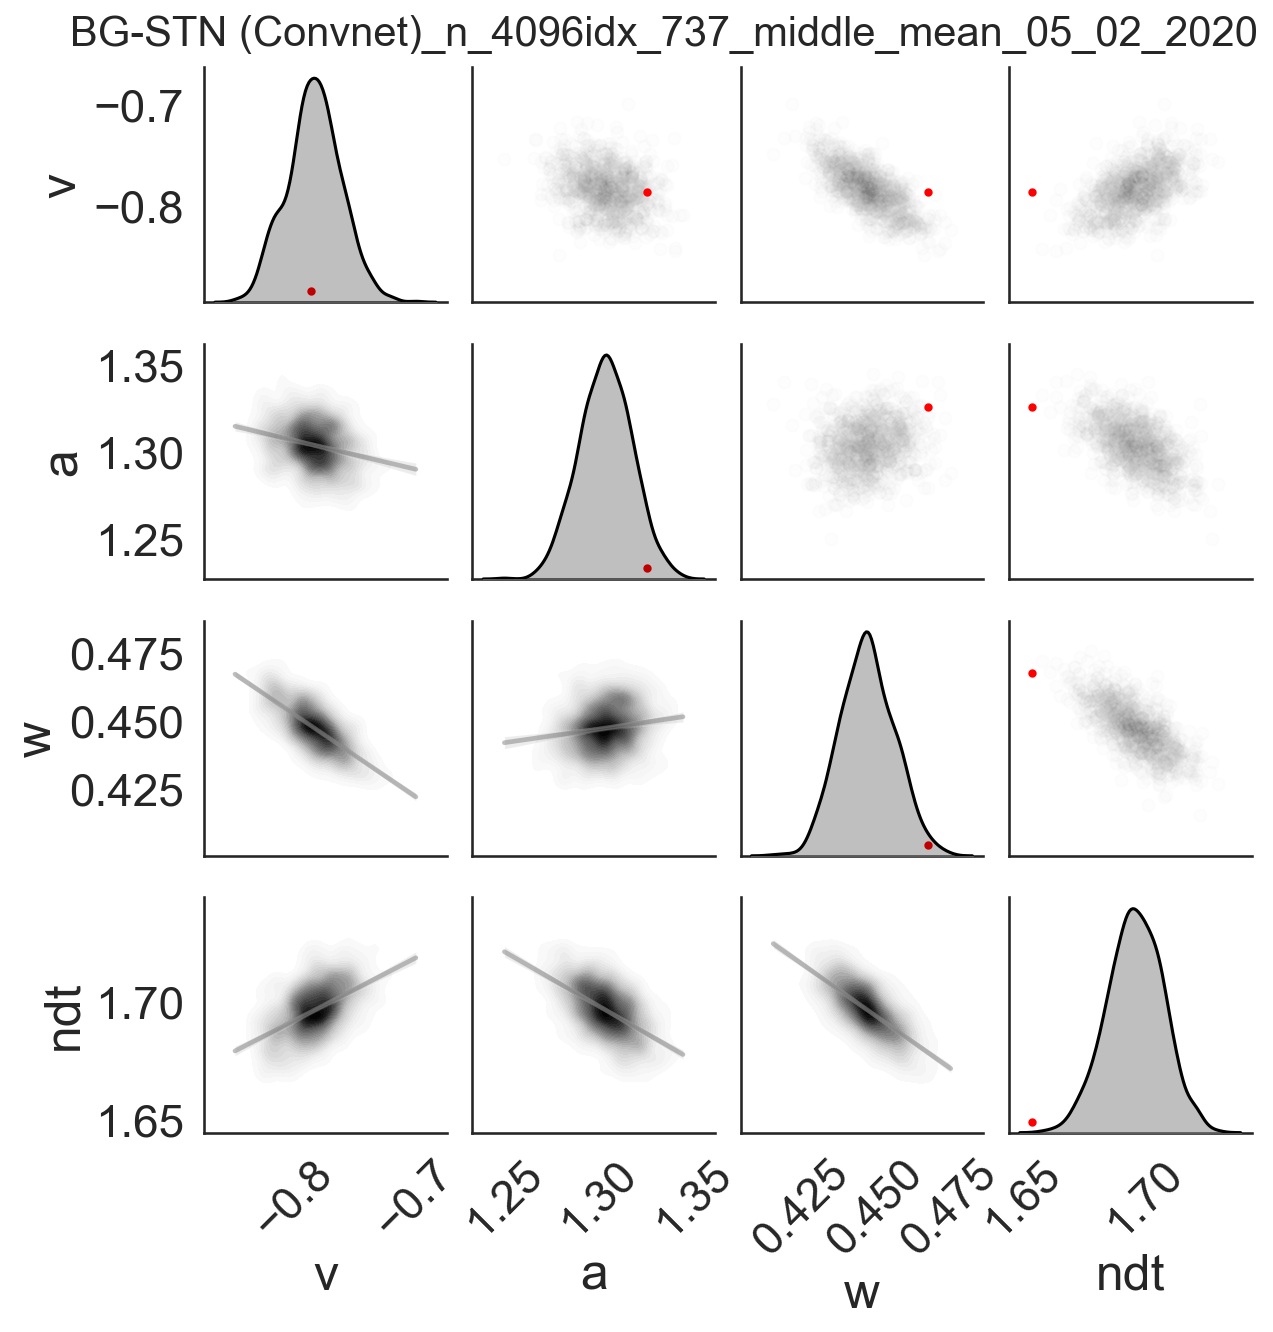 BG-STN (Convnet)_n_4096idx_737_middle_mean_05_02_2020
−0.7
v
−0.8
1.35
a
1.30
1.25
0.475
w
0.450
0.425
ndt
1.70
1.65
−0.8 −0.7 1.25 1.30 1.35 0.425 0.450 0.475 1.65 1.70
v a w ndt